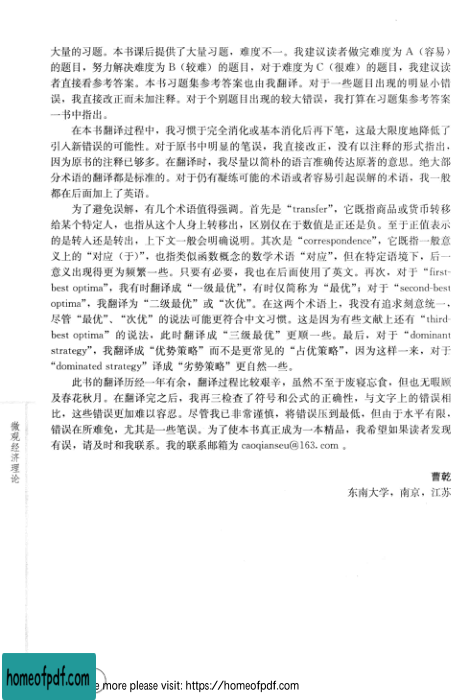 大量的习题。本书课后提供了大量习题，难度不一。我建议读者做完难度为 A（容易）
的题目，努力解决难度为 B（较难）的题目，对于难度为 C（很难）的题目，我建议读
者直接看参考答案。本书习题集参考答案也由我翻译。对于一些题目出现的明显小错
误，我直接改正而未加注释。对于个别题目出现的较大错误，我打算在习题集参考答案
一书中指出。
在本书翻译过程中，我习惯于完全消化或基本消化后再下笔，这最大限度地降低了
引入新错误的可能性。对于原书中明显的笔误，我直接改正，没有以注释的形式指出，
因为原书的注释已够多。在翻译时，我尽量以简朴的语言准确传达原著的意思。绝大部
分术语的翻译都是标准的。对于仍有凝练可能的术语或者容易引起误解的术语，我一般
都在后面加上了英语。
为了避免误解，有几个术语值得强调。首先是“transfer”，它既指商品或货币转移
给某个特定人，也指从这个人身上转移出，区别仅在于数值是正还是负。至于正值表示
的是转入还是转出，上下文一般会明确说明。其次是“correspondence”，它既指一般意
义上的“对应（于）”，也指类似函数概念的数学术语“对应”，但在特定语境下，后一
意义出现得更为频繁一些。只要有必要，我也在后面使用了英文。再次，对于“first-
best optima”，我有时翻译成“一级最优”，有时仅简称为“最优”；对于“second-best
optima”，我翻译为“二级最优”或“次优”。在这两个术语上，我没有追求刻意统一，
尽管“最优”、“次优”的说法可能更符合中文习惯。这是因为有些文献上还有“third-
best optima”的说法，此时翻译成“三级最优”更顺一些。最后，对于“dominant
strategy”，我翻译成“优势策略”而不是更常见的“占优策略”，因为这样一来，对于
“dominated strategy”译成“劣势策略”更自然一些。
此书的翻译历经一年有余，翻译过程比较艰辛，虽然不至于废寝忘食，但也无暇顾
及春花秋月。在翻译完之后，我再三检查了符号和公式的正确性，与文字上的错误相
比，这些错误更加难以容忍。尽管我已非常谨慎，将错误压到最低，但由于水平有限，
错误在所难免，尤其是一些笔误。为了使本书真正成为一本精品，我希望如果读者发现
有误，请及时和我联系。我的联系邮箱为 caoqianseu@163.com 。
曹乾
东南大学，南京，江苏
微观经济理论
homeofpdf.com
more please visit: https://homeofpdf.com